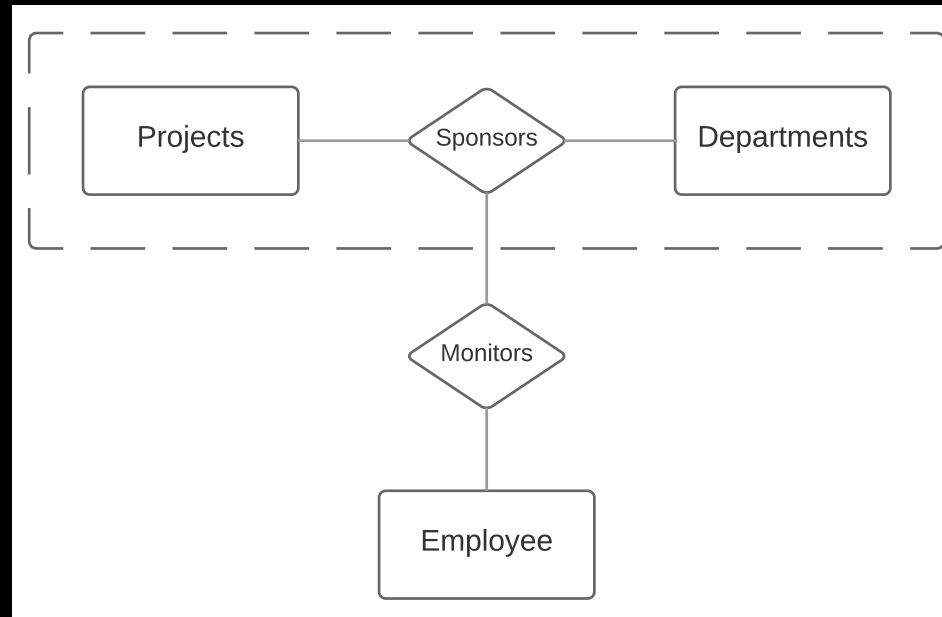 Projects
Sponsors
Departments
Monitors
Employee